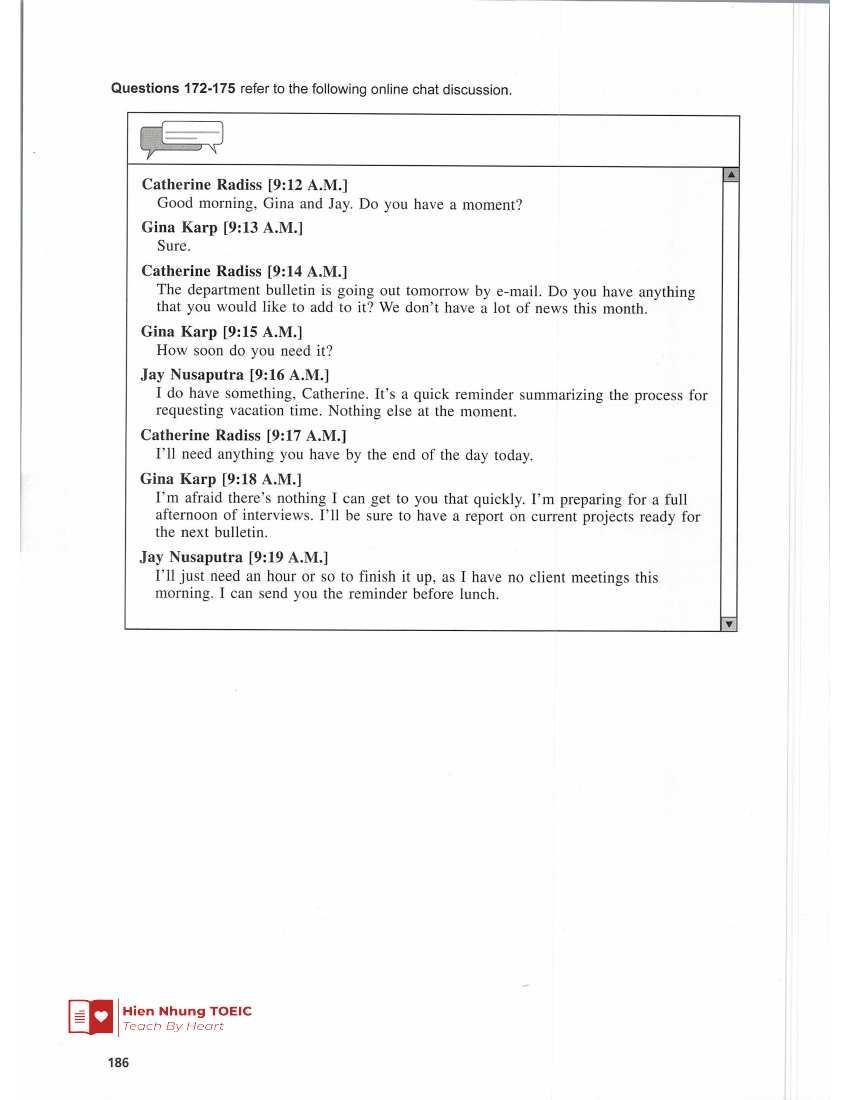 Questions 172-175 refer to the following online chat discussion.
Catherine Radiss [9:12 A.M.]
Good morning, Gina and Jay. Do you have a moment?
Gina Karp [9:13 A.M.]
Sure.
Catherine Radiss [9:14 A.M.]
The department bulletin is going out tomorrow by e-mail. Do you have anything
that you would like to add to it? We don't have a lot of news this month.
Gina Karp [9:15 A.M.]
How soon do you need it?
Jay Nusaputra [9:16 A.M.]
I do have something, Catherine. It's a quick reminder summarizing the process for
requesting vacation time. Nothing else at the moment.
Catherine Radiss [9:17 A.M.]
I'll need anything you have by the end of the day today.
Gina Karp [9:18 A.M.]
I'm afraid there's nothing I can get to you that quickly. I'm preparing for a full
afternoon of interviews. I'll be sure to have a report on current projects ready for
the next bulletin.
Jay Nusaputra [9:19 A.M.]
I'll just need an hour or so to finish it up, as I have no client meetings this
morning. I can send you the reminder before lunch.
Hien Nhung TOEIC
Teach By Heart
186